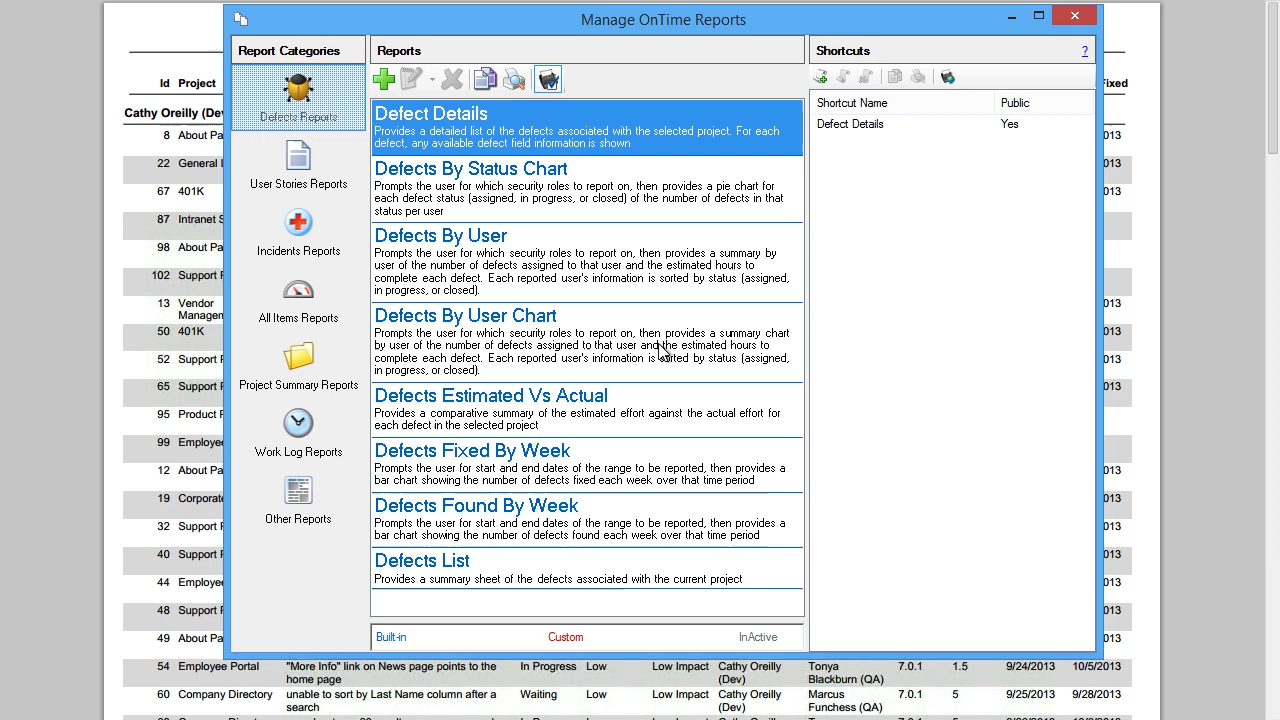 Manage OnTime Reports
Report Categories
Defects Reports
User Stories Reports
Incidents Reports
All Items Reports
Project Summary Reports
Work Log Reports
Other Reports
Reports
Defect Details
Provides a detailed list of the defects associated with the selected project. For each
defect, any available defect field information is shown
Defects By Status Chart
Prompts the user for which security roles to report on, then provides a pie chart for
each defect status (assigned, in progress, or closed) of the number of defects in that
status per user
Defects By User
Prompts the user for which security roles to report on, then provides a summary by
user of the number of defects assigned to that user and the estimated hours to
complete each defect. Each reported user's information is sorted by status (assigned,
in progress, or closed).
Defects By User Chart
Prompts the user for which security roles to report on, then provides a summary chart
by user of the number of defects assigned to that user and the estimated hours to
complete each defect. Each reported user's information is sorted by status (assigned,
in progress, or closed).
Defects Estimated Vs Actual
Provides a comparative summary of the estimated effort against the actual effort for
each defect in the selected project
Defects Fixed By Week
Prompts the user for start and end dates of the range to be reported, then provides a
bar chart showing the number of defects fixed each week over that time period
Defects Found By Week
Prompts the user for start and end dates of the range to be reported, then provides a
bar chart showing the number of defects found each week over that time period
Defects List
Provides a summary sheet of the defects associated with the current project
Built-in Custom InActive
Shortcuts ?
Shortcut Name Public
Defect Details Yes
Id Project
Cathy Oreilly (De
8 About Pa
22 General
67 401K
87 Intranet S
98 About Pa
102 Support
13 Vendor
Managem
50 401K
52 Support
65 Support
95 Product
99 Employee
12 About Pa
19 Corporate
32 Support
40 Support
44 Employee
48 Support
49 About Pa
54 Employee Portal "More Info" link on News page points to the In Progress Low Low Impact Cathy Oreilly Tonya 7.0.1 1.5 9/24/2013 10/5/2013
home page (Dev) Blackburn (QA)
60 Company Directory unable to sort by Last Name column after a Waiting Low Low Impact Cathy Oreilly Marcus 7.0.1 5 9/25/2013 9/28/2013
search (Dev) Funchess (QA)